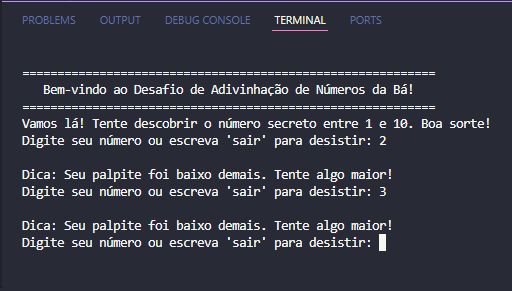 PROBLEMS OUTPUT DEBUG CONSOLE TERMINAL PORTS
===========================================================
Bem-vindo ao Desafio de Adivinhação de Números da Bá!
===========================================================
Vamos lá! Tente descobrir o número secreto entre 1 e 10. Boa sorte!
Digite seu número ou escreva 'sair' para desistir: 2
Dica: Seu palpite foi baixo demais. Tente algo maior!
Digite seu número ou escreva 'sair' para desistir: 3
Dica: Seu palpite foi baixo demais. Tente algo maior!
Digite seu número ou escreva 'sair' para desistir: